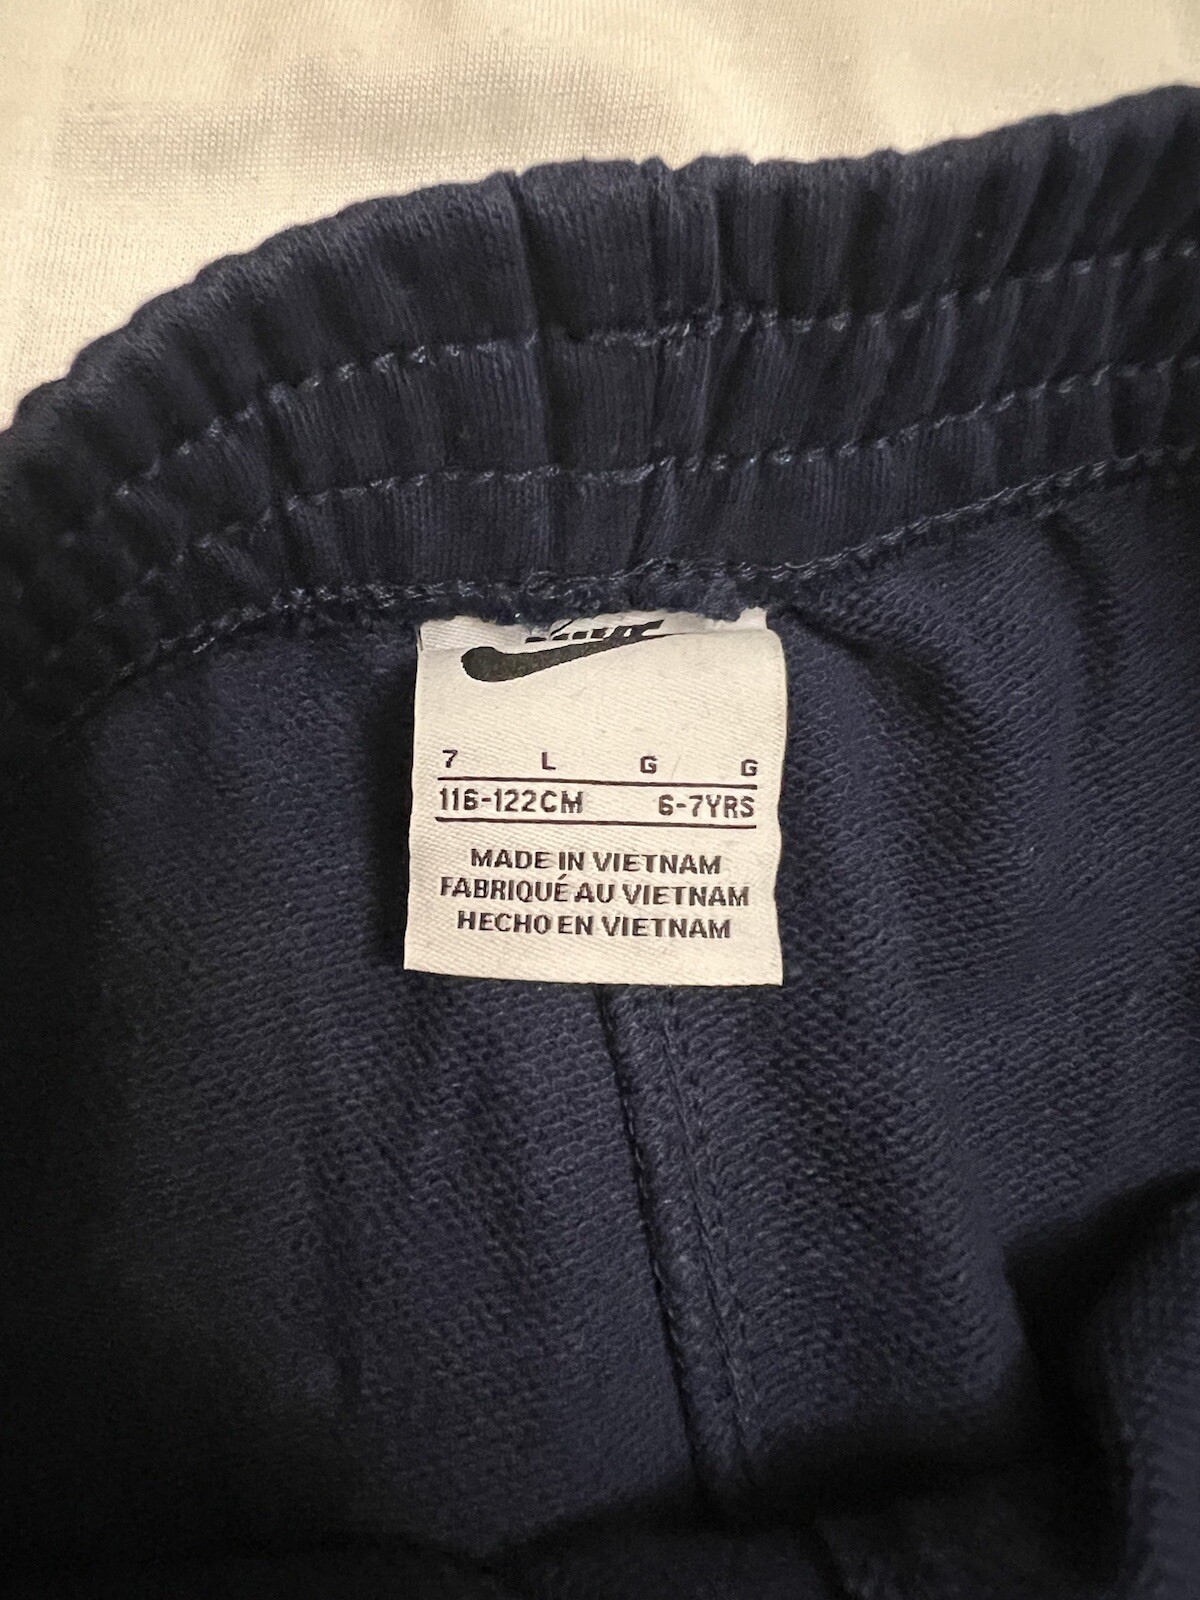 7 L G G
116-122CM 6-7YRS
MADE IN VIETNAM
FABRIQUÉ AU VIETNAM
HECHO EN VIETNAM